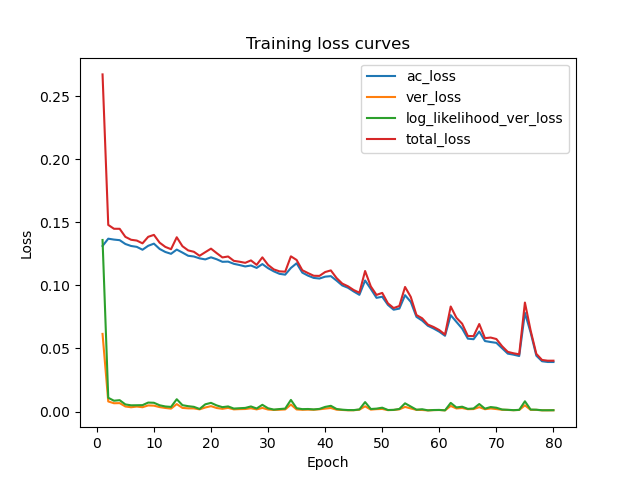 Training loss curves
ac_loss
ver_loss
log_likelihood_ver_loss
total_loss
0.25
0.20
0.15
0.10
0.05
0.00
Loss
0 10 20 30 40 50 60 70 80
Epoch